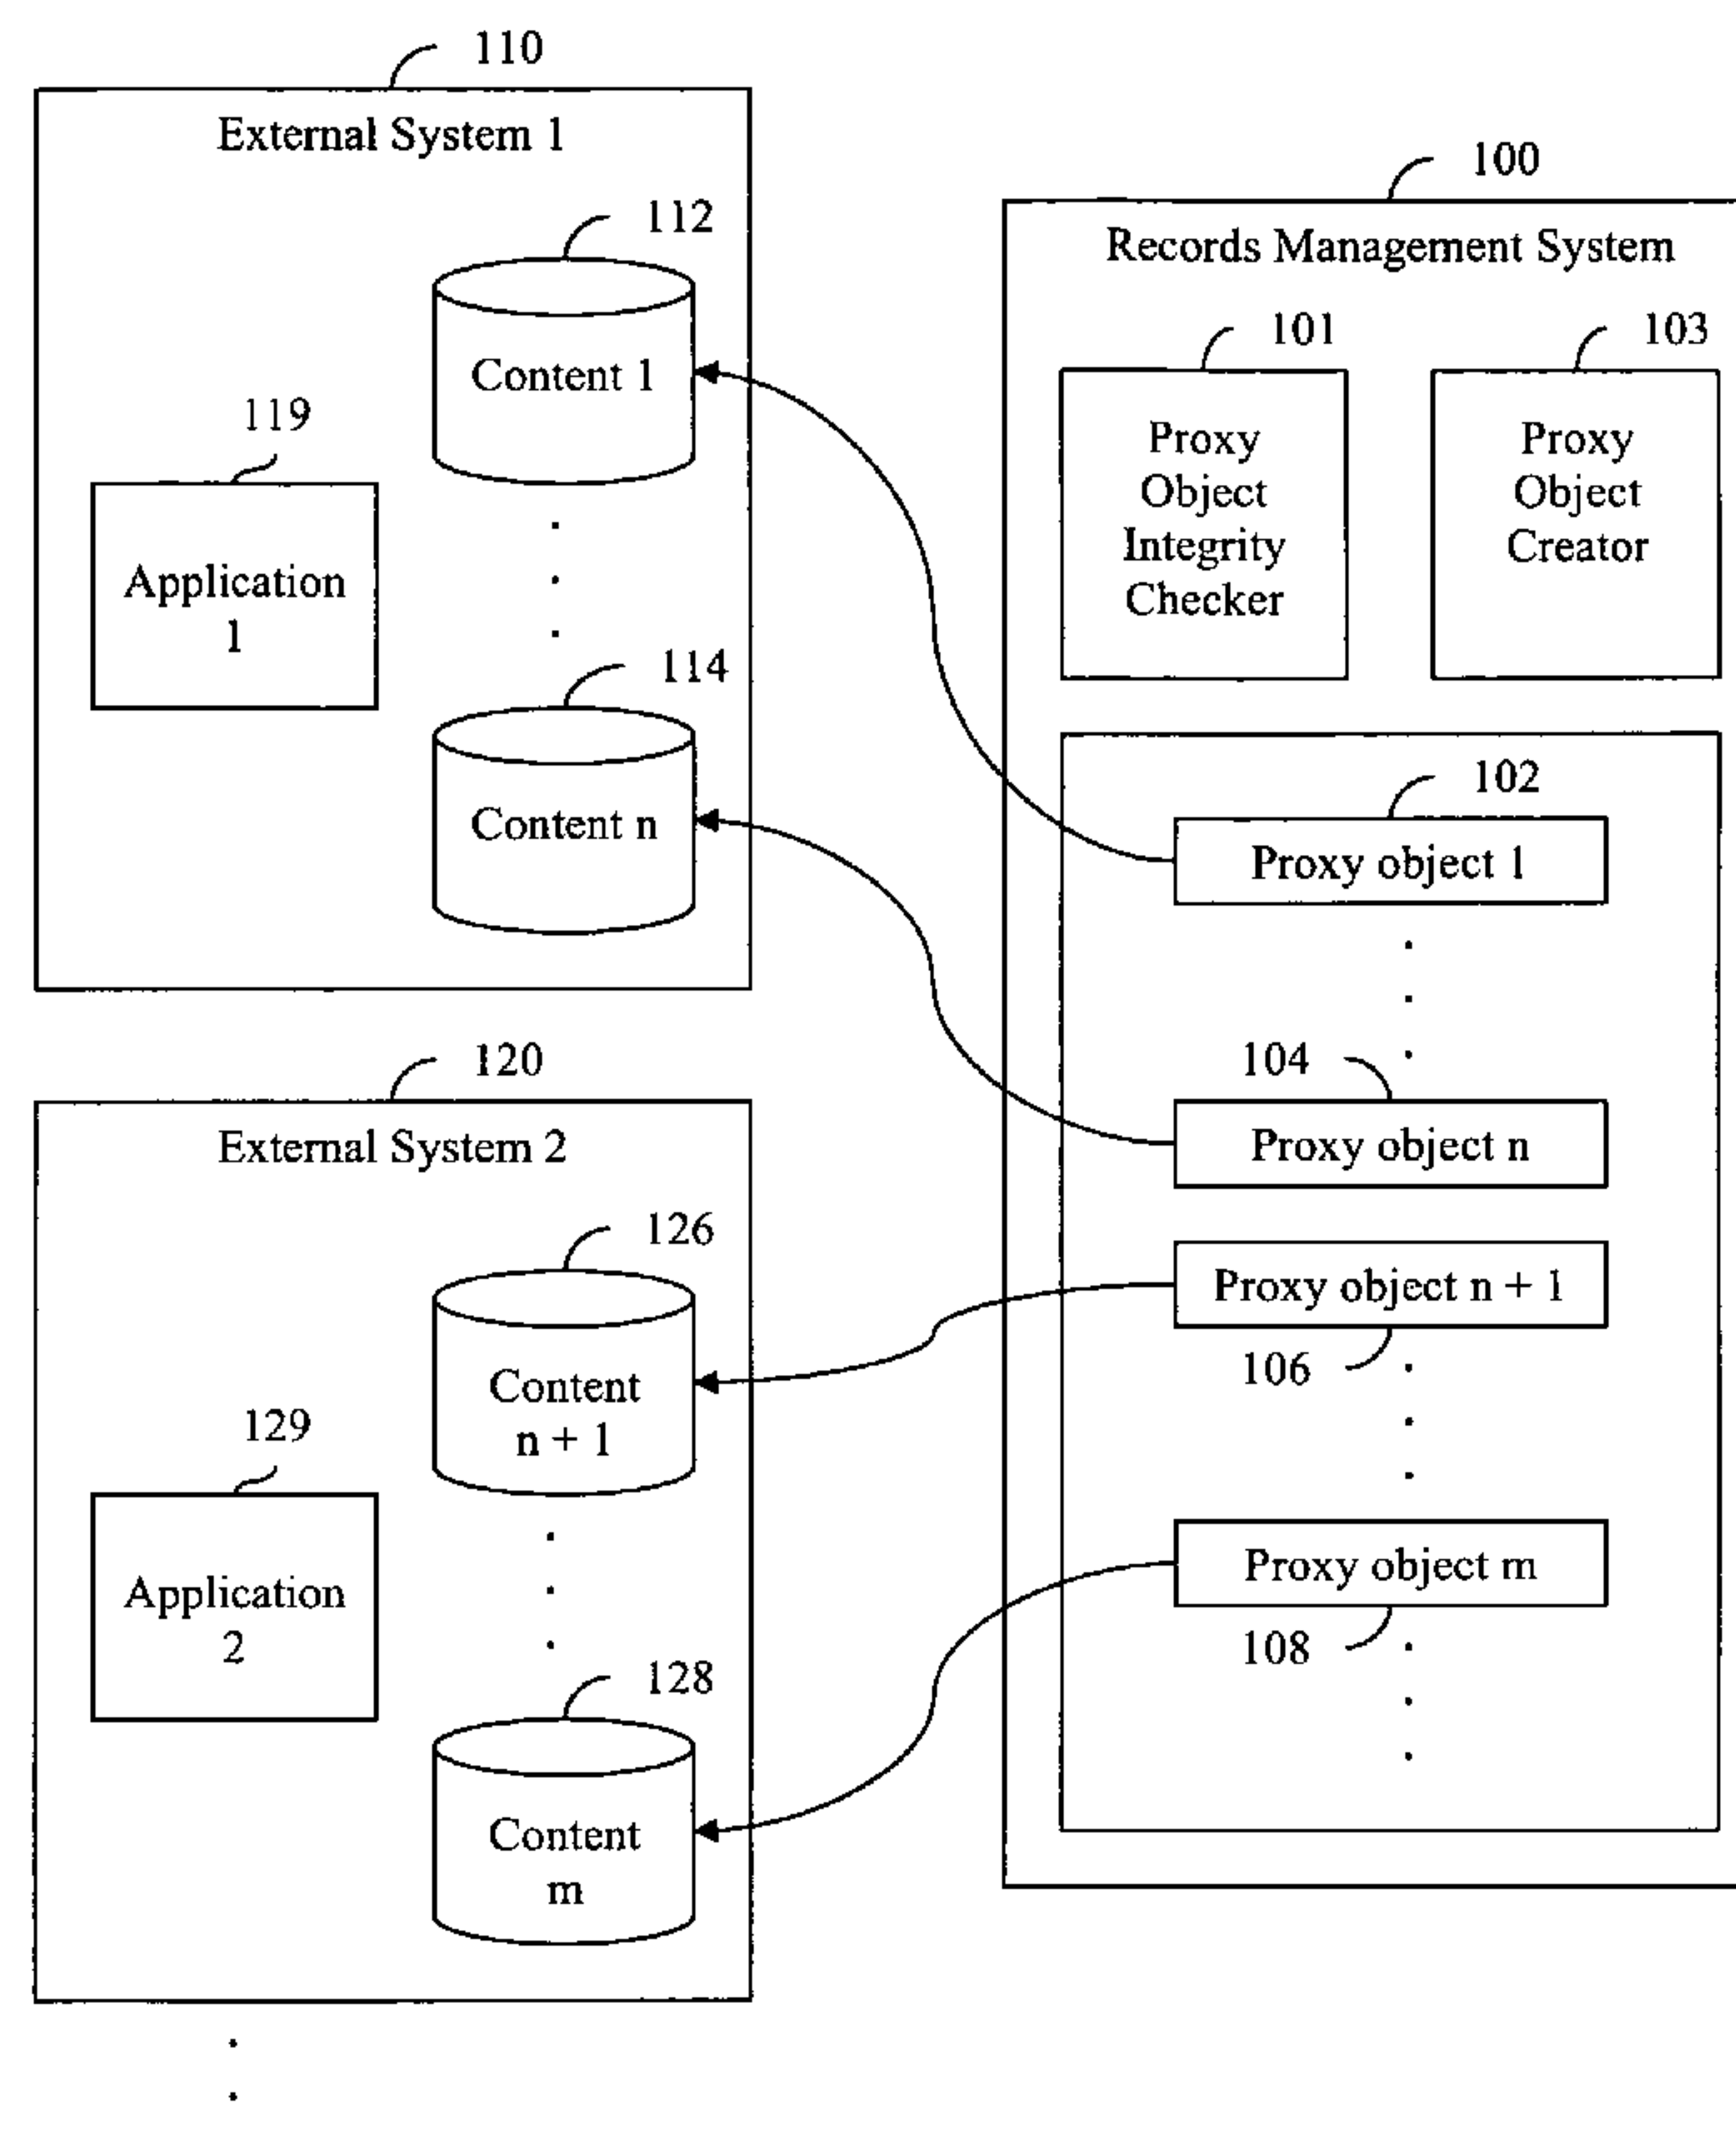 110
External System 1
112
Content 1
119
Application
1
114
Content n
120
External System 2
126
Content
n + 1
129
Application
2
128
Content
m
100
Records Management System
101
Proxy
Object
Integrity
Checker
103
Proxy
Object
Creator
102
Proxy object 1
104
Proxy object n
Proxy object n + 1
106
Proxy object m
108